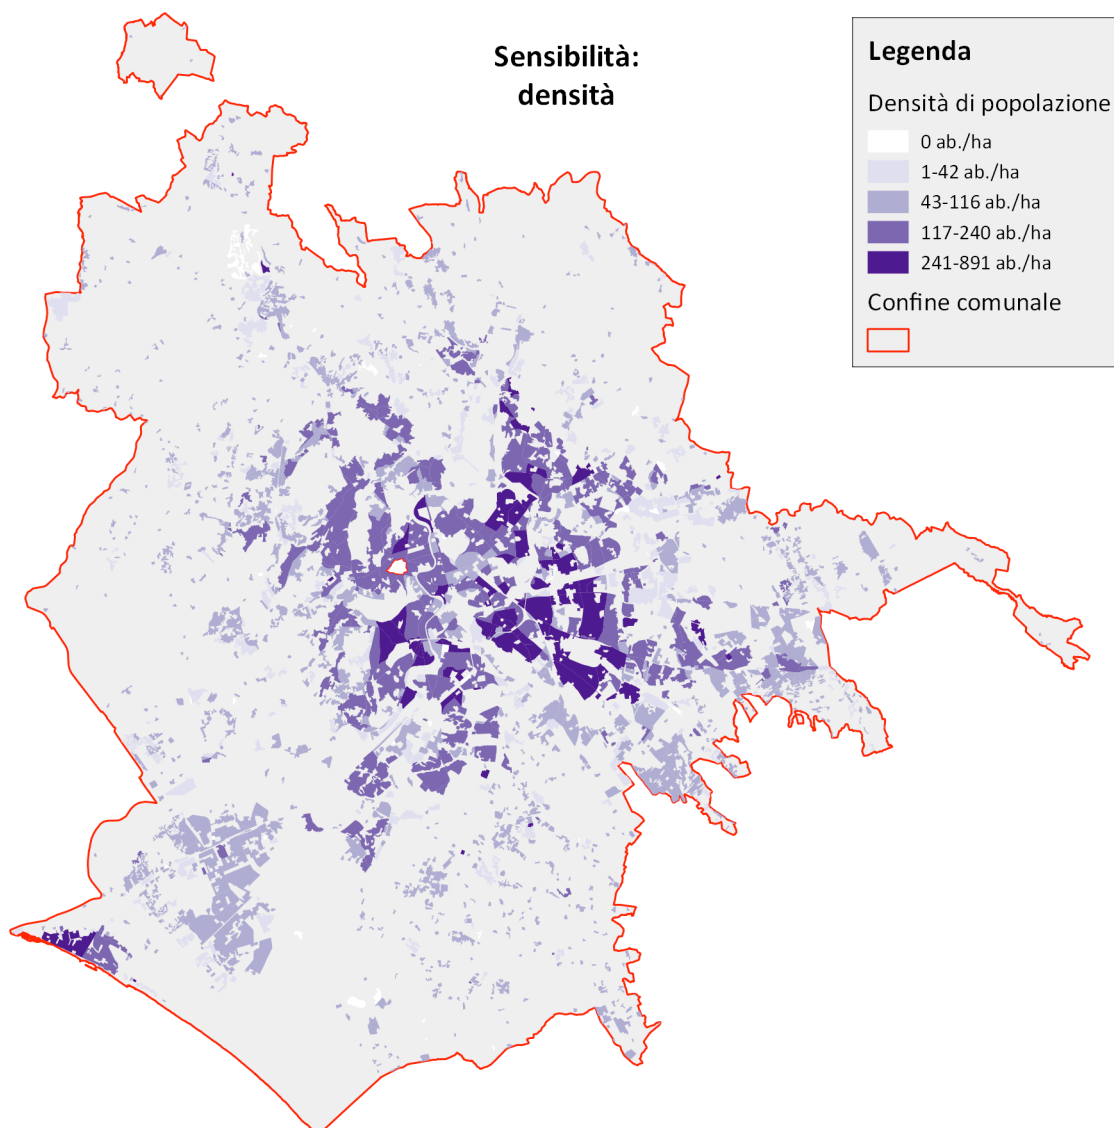 Sensibilità:
densità
Legenda
Densità di popolazione
0 ab./ha
1-42 ab./ha
43-116 ab./ha
117-240 ab./ha
241-891 ab./ha
Confine comunale